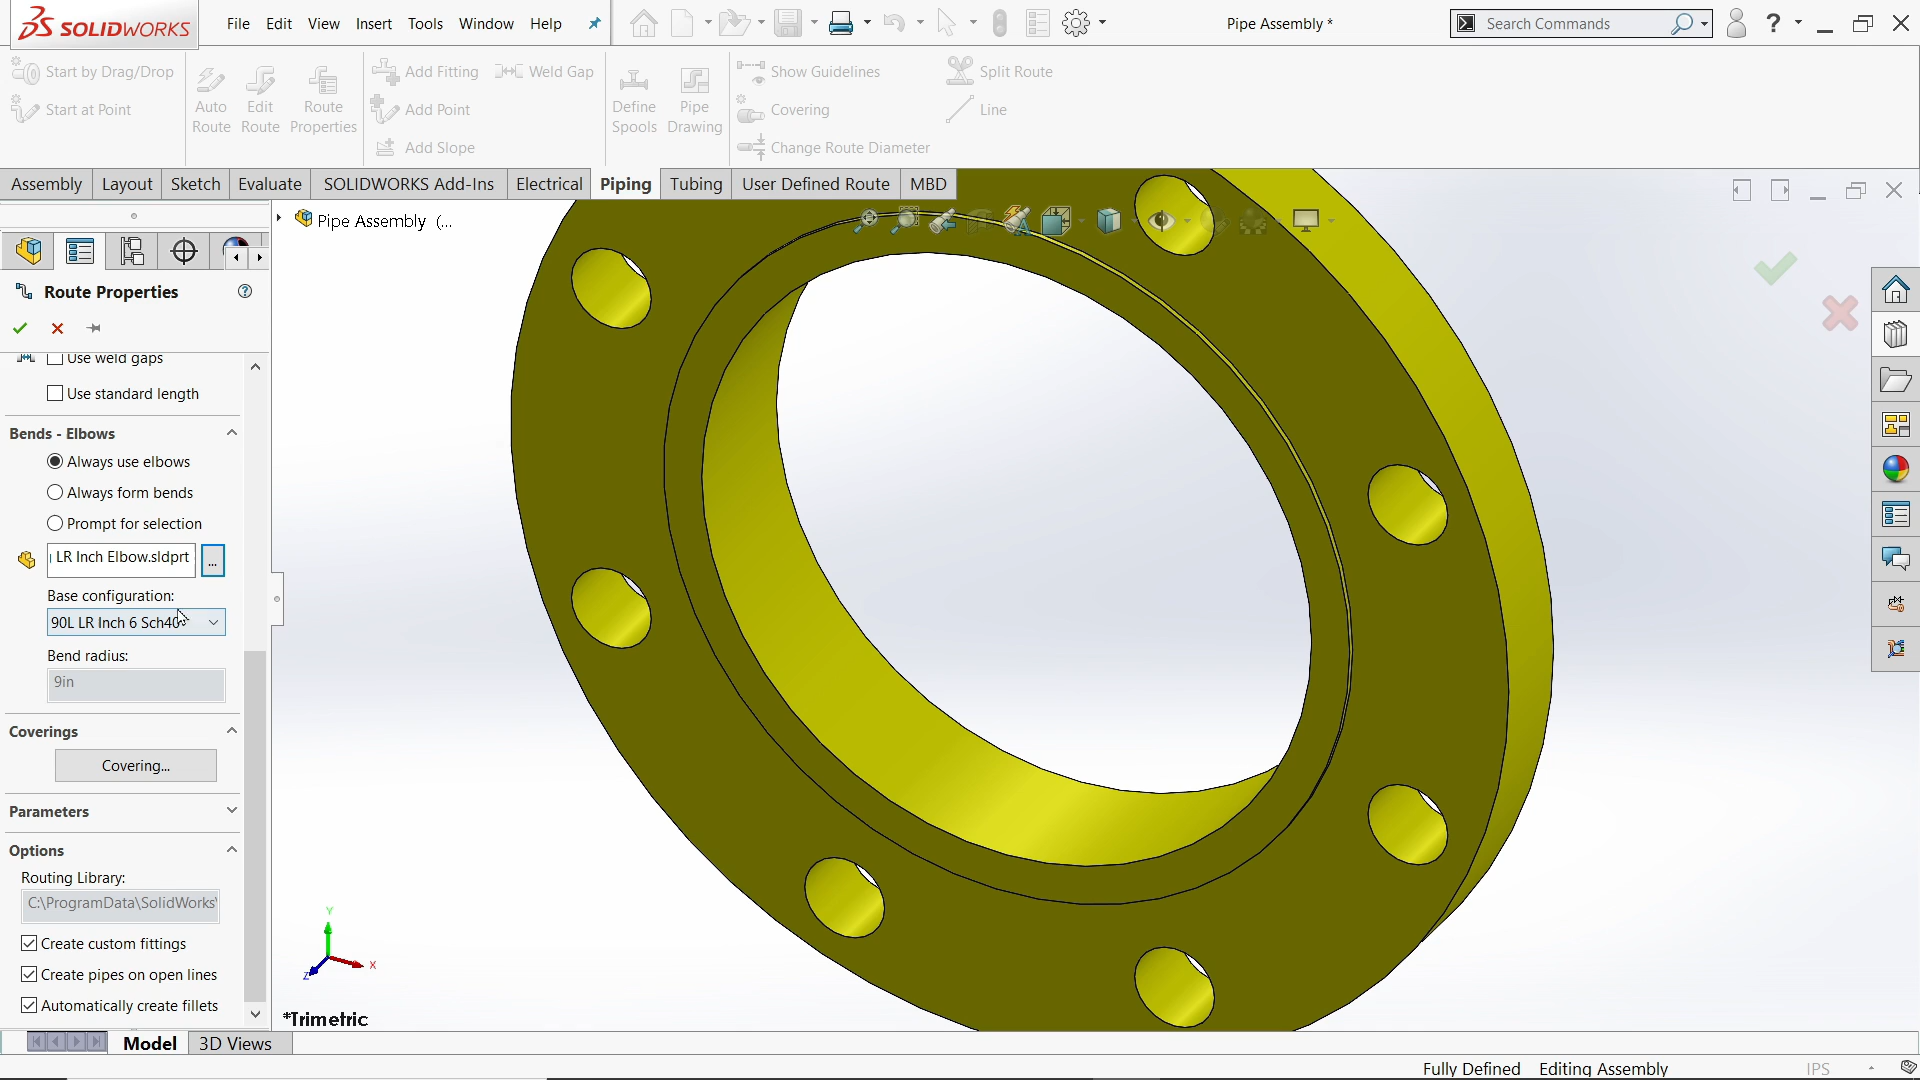 SOLIDWORKS File Edit View Insert Tools Window Help Pipe Assembly * Search Commands
Start by Drag/Drop
Start at Point
Auto Route
Edit Route
Route Properties
Add Fitting Weld Gap
Add Point
Add Slope
Define Spools
Pipe Drawing
Show Guidelines
Covering
Change Route Diameter
Split Route
Line
Assembly Layout Sketch Evaluate SOLIDWORKS Add-Ins Electrical Piping Tubing User Defined Route MBD
Pipe Assembly (...
Route Properties
Use weld gaps
Use standard length
Bends - Elbows
Always use elbows
Always form bends
Prompt for selection
LR Inch Elbow.sldprt ...
Base configuration:
90L LR Inch 6 Sch40
Bend radius:
9in
Coverings
Covering...
Parameters
Options
Routing Library:
C:\ProgramData\SolidWorks\
Create custom fittings
Create pipes on open lines
Automatically create fillets
Y
X
Z
*Trimetric
Model 3D Views
Fully Defined Editing Assembly IPS